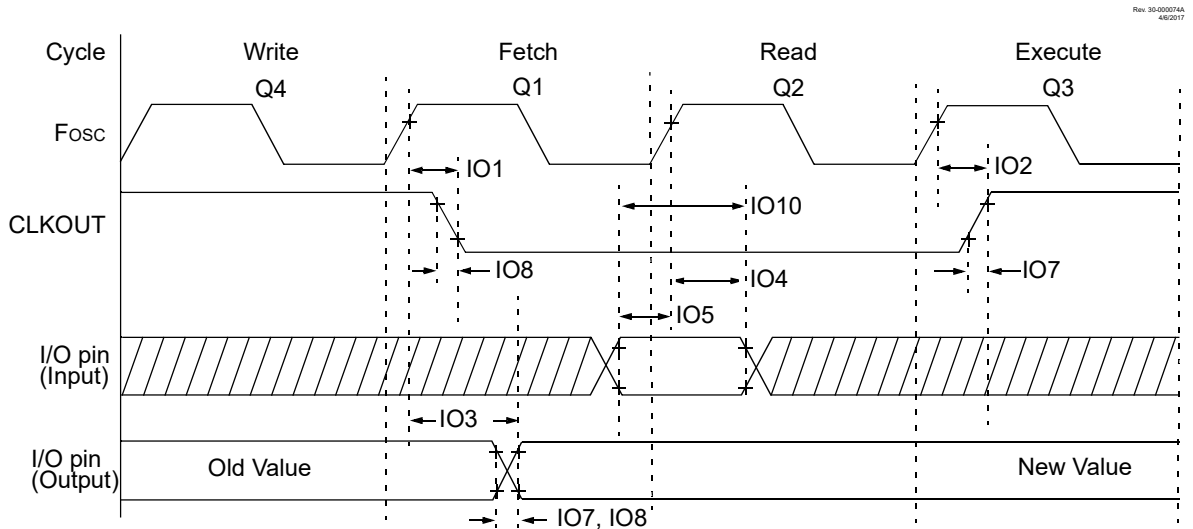 Rev. 30-000074A
4/6/2017
Cycle Write Fetch Read Execute
Q4 Q1 Q2 Q3
Fosc
IO1 IO2
CLKOUT
IO10
IO8 IO4 IO7
IO5
I/O pin
(Input)
IO3
I/O pin
(Output)
Old Value New Value
IO7, IO8